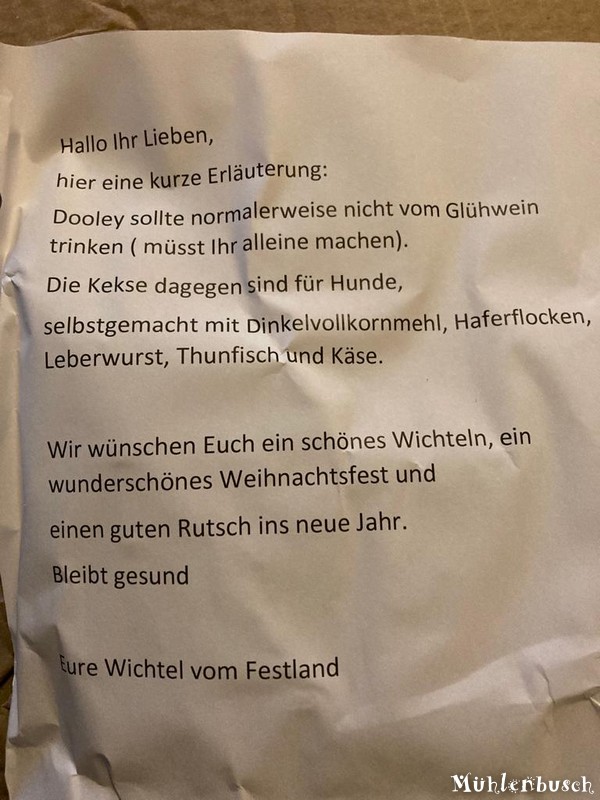 Hallo Ihr Lieben,
hier eine kurze Erläuterung:
Dooley sollte normalerweise nicht vom Glühwein
trinken ( müsst Ihr alleine machen).
Die Kekse dagegen sind für Hunde,
selbstgemacht mit Dinkelvollkornmehl, Haferflocken,
Leberwurst, Thunfisch und Käse.
Wir wünschen Euch ein schönes Wichteln, ein
wunderschönes Weihnachtsfest und
einen guten Rutsch ins neue Jahr.
Bleibt gesund
Eure Wichtel vom Festland
Mühlenbusch